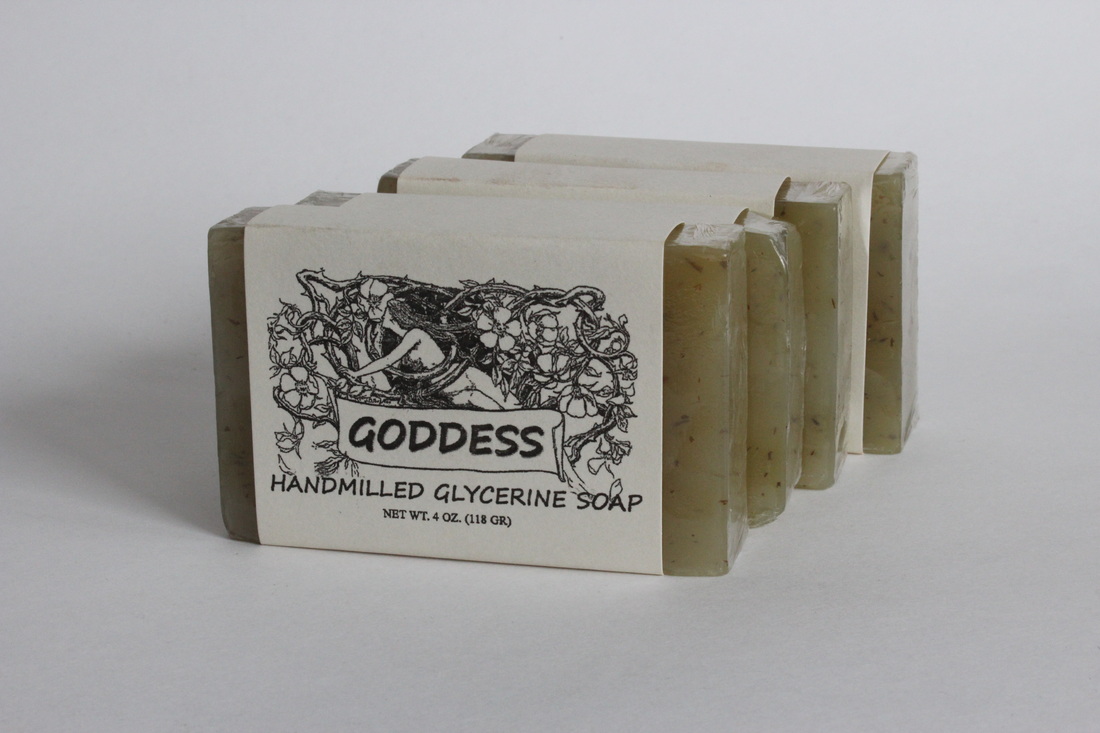 GODDESS
HANDMILLED GLYCERINE SOAP
NET WT. 4 OZ. (118 GR)